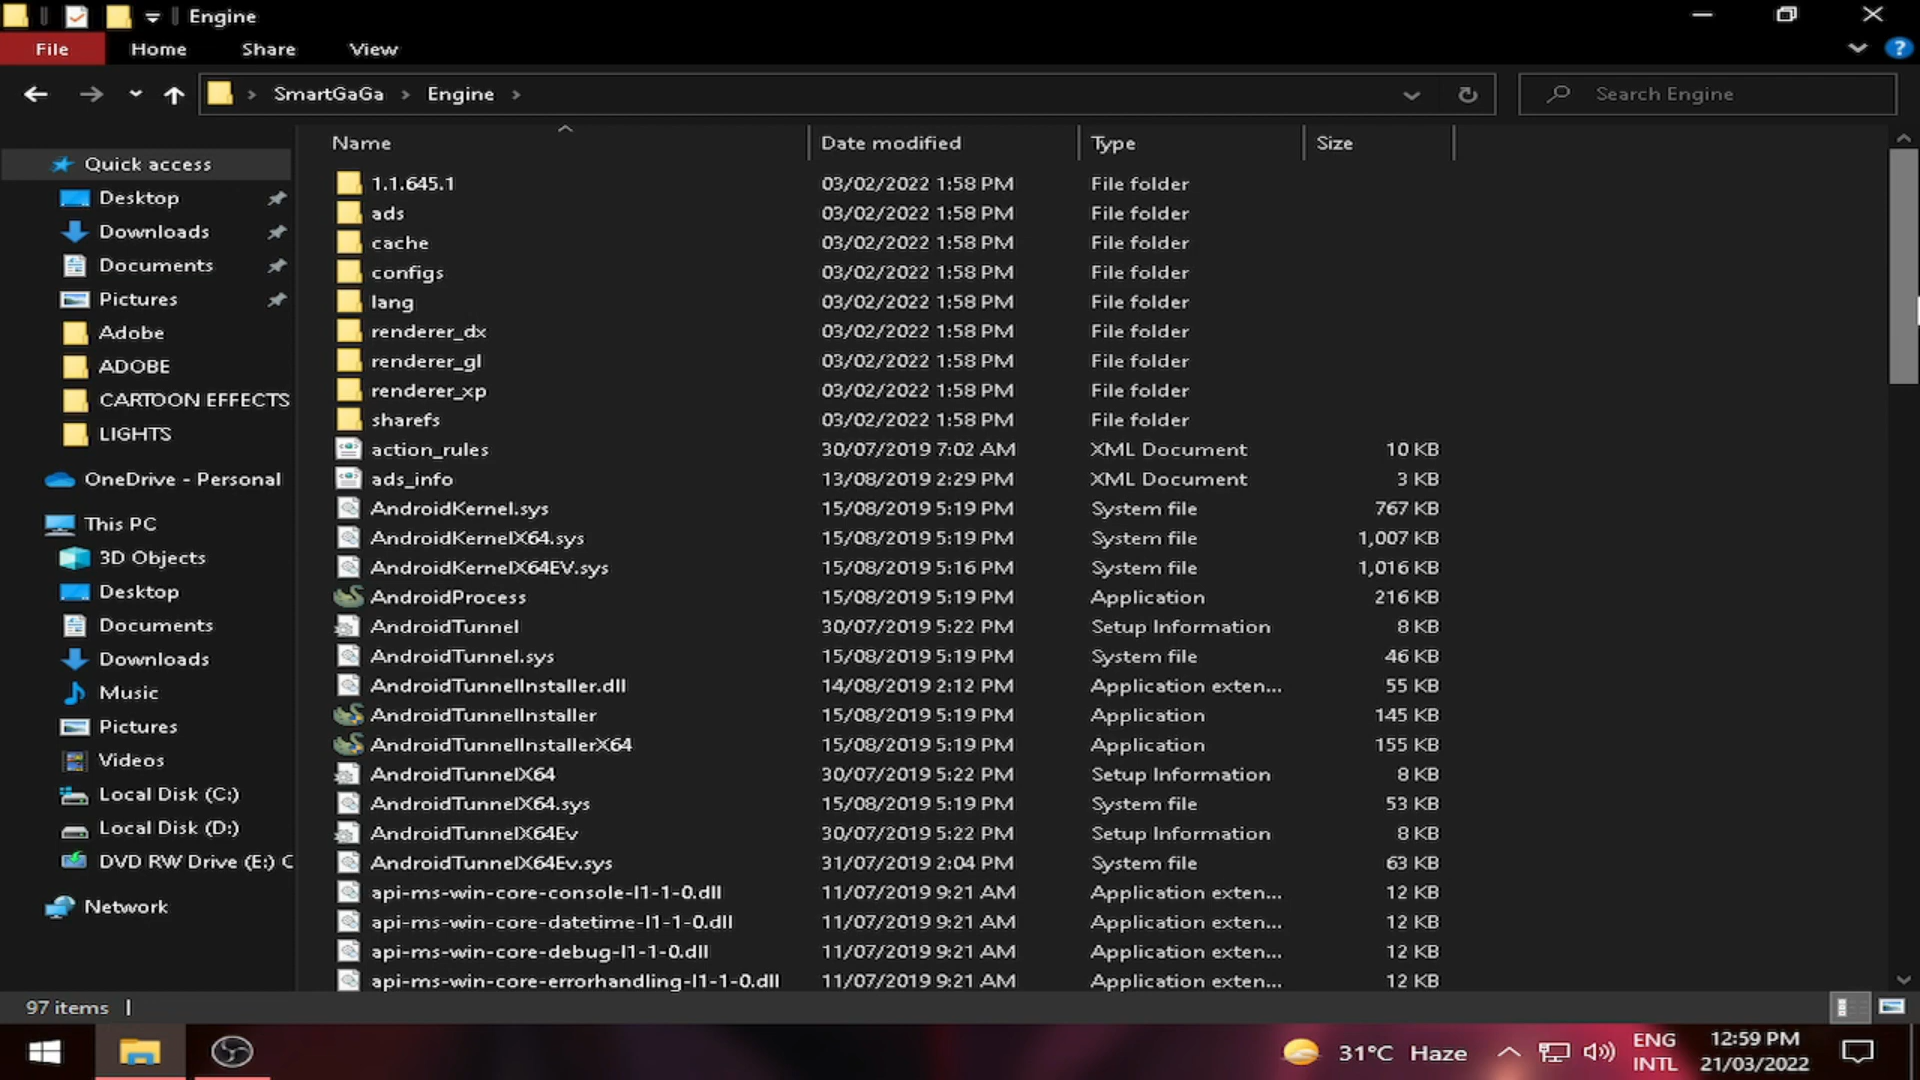 Engine
File Home Share View
SmartGaGa > Engine > Search Engine
Name Date modified Type Size
Quick access
Desktop
Downloads
Documents
Pictures
Adobe
ADOBE
CARTOON EFFECTS
LIGHTS
OneDrive - Personal
This PC
3D Objects
Desktop
Documents
Downloads
Music
Pictures
Videos
Local Disk (C:)
Local Disk (D:)
DVD RW Drive (E:) C
Network
1.1.645.1 03/02/2022 1:58 PM File folder
ads 03/02/2022 1:58 PM File folder
cache 03/02/2022 1:58 PM File folder
configs 03/02/2022 1:58 PM File folder
lang 03/02/2022 1:58 PM File folder
renderer_dx 03/02/2022 1:58 PM File folder
renderer_gl 03/02/2022 1:58 PM File folder
renderer_xp 03/02/2022 1:58 PM File folder
sharefs 03/02/2022 1:58 PM File folder
action_rules 30/07/2019 7:02 AM XML Document 10 KB
ads_info 13/08/2019 2:29 PM XML Document 3 KB
AndroidKernel.sys 15/08/2019 5:19 PM System file 767 KB
AndroidKernelX64.sys 15/08/2019 5:19 PM System file 1,007 KB
AndroidKernelX64EV.sys 15/08/2019 5:16 PM System file 1,016 KB
AndroidProcess 15/08/2019 5:19 PM Application 216 KB
AndroidTunnel 30/07/2019 5:22 PM Setup Information 8 KB
AndroidTunnel.sys 15/08/2019 5:19 PM System file 46 KB
AndroidTunnelInstaller.dll 14/08/2019 2:12 PM Application exten... 55 KB
AndroidTunnelInstaller 15/08/2019 5:19 PM Application 145 KB
AndroidTunnelInstallerX64 15/08/2019 5:19 PM Application 155 KB
AndroidTunnelX64 30/07/2019 5:22 PM Setup Information 8 KB
AndroidTunnelX64.sys 15/08/2019 5:19 PM System file 53 KB
AndroidTunnelX64Ev 30/07/2019 5:22 PM Setup Information 8 KB
AndroidTunnelX64Ev.sys 31/07/2019 2:04 PM System file 63 KB
api-ms-win-core-console-l1-1-0.dll 11/07/2019 9:21 AM Application exten... 12 KB
api-ms-win-core-datetime-l1-1-0.dll 11/07/2019 9:21 AM Application exten... 12 KB
api-ms-win-core-debug-l1-1-0.dll 11/07/2019 9:21 AM Application exten... 12 KB
api-ms-win-core-errorhandling-l1-1-0.dll 11/07/2019 9:21 AM Application exten... 12 KB
97 items
31°C Haze ENG 12:59 PM
INTL 21/03/2022